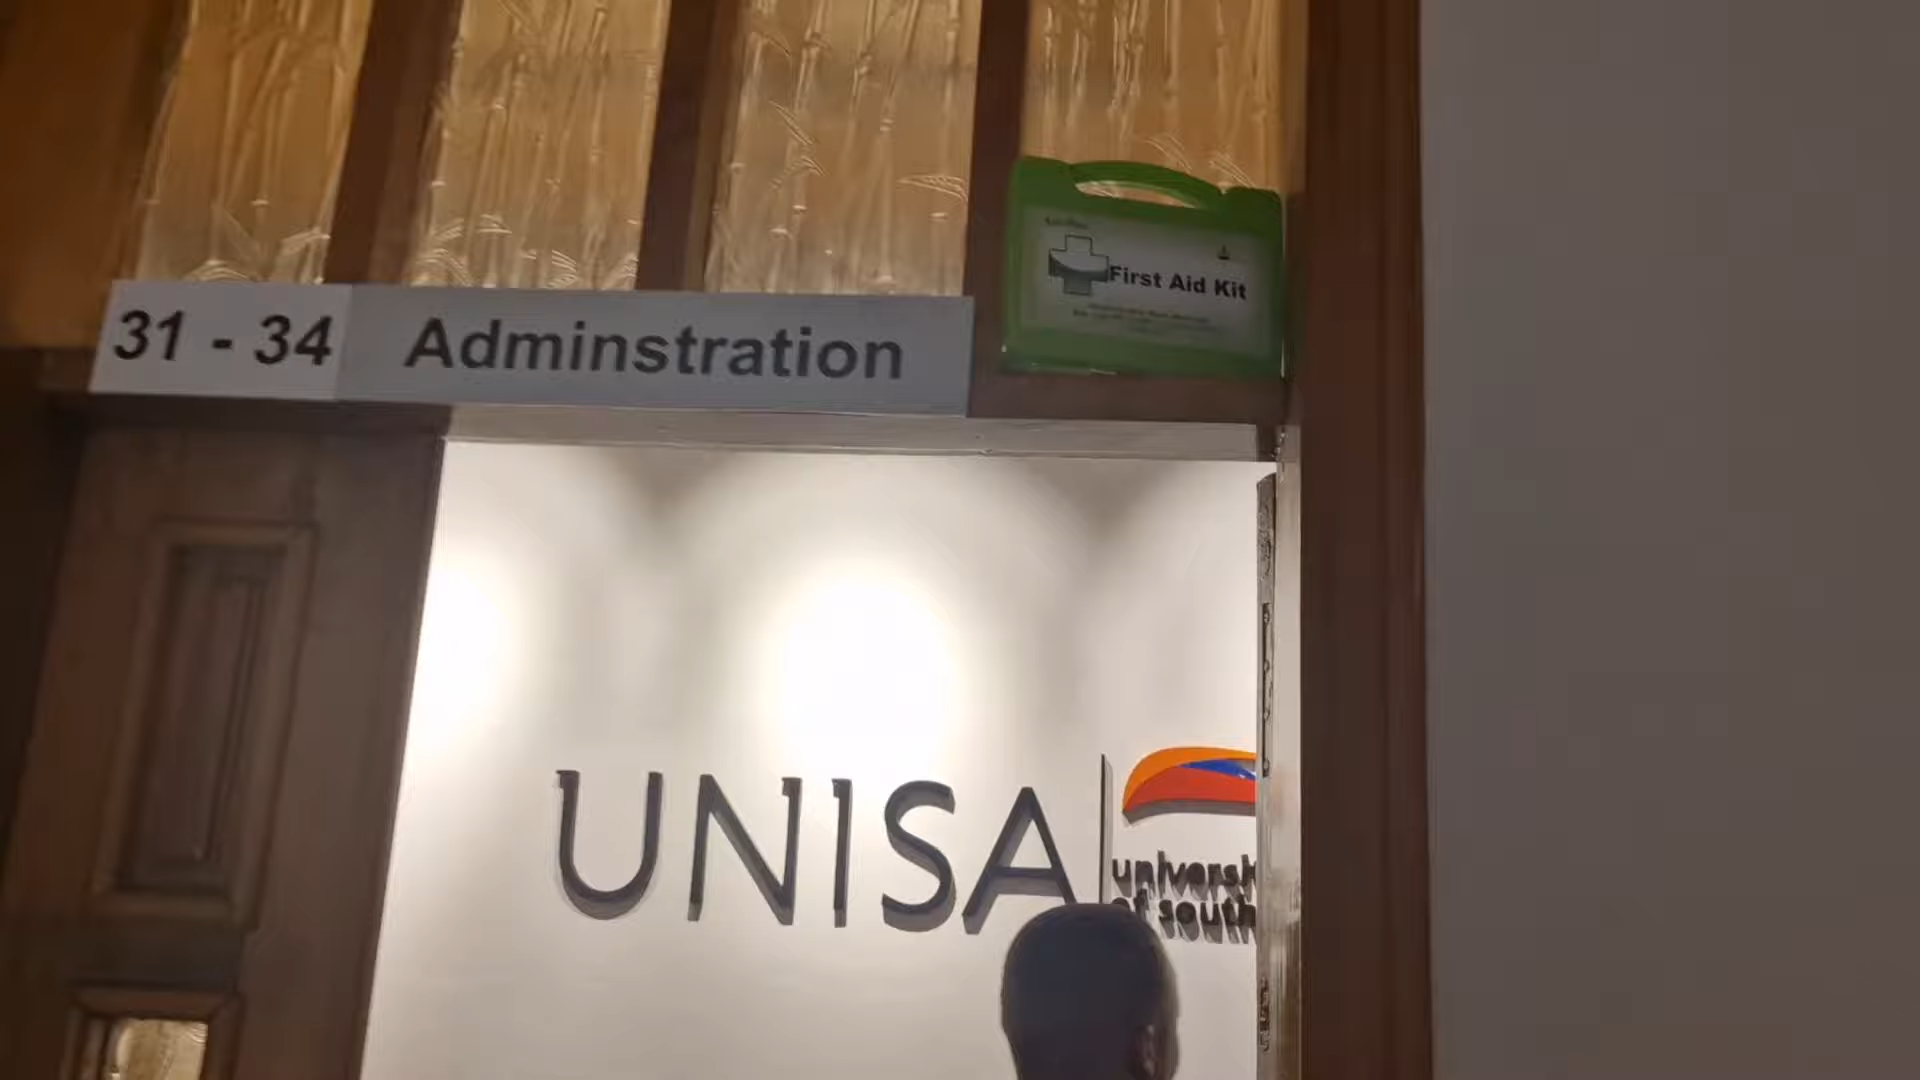 31 - 34 Adminstration
First Aid Kit
UNISA
universi
of south